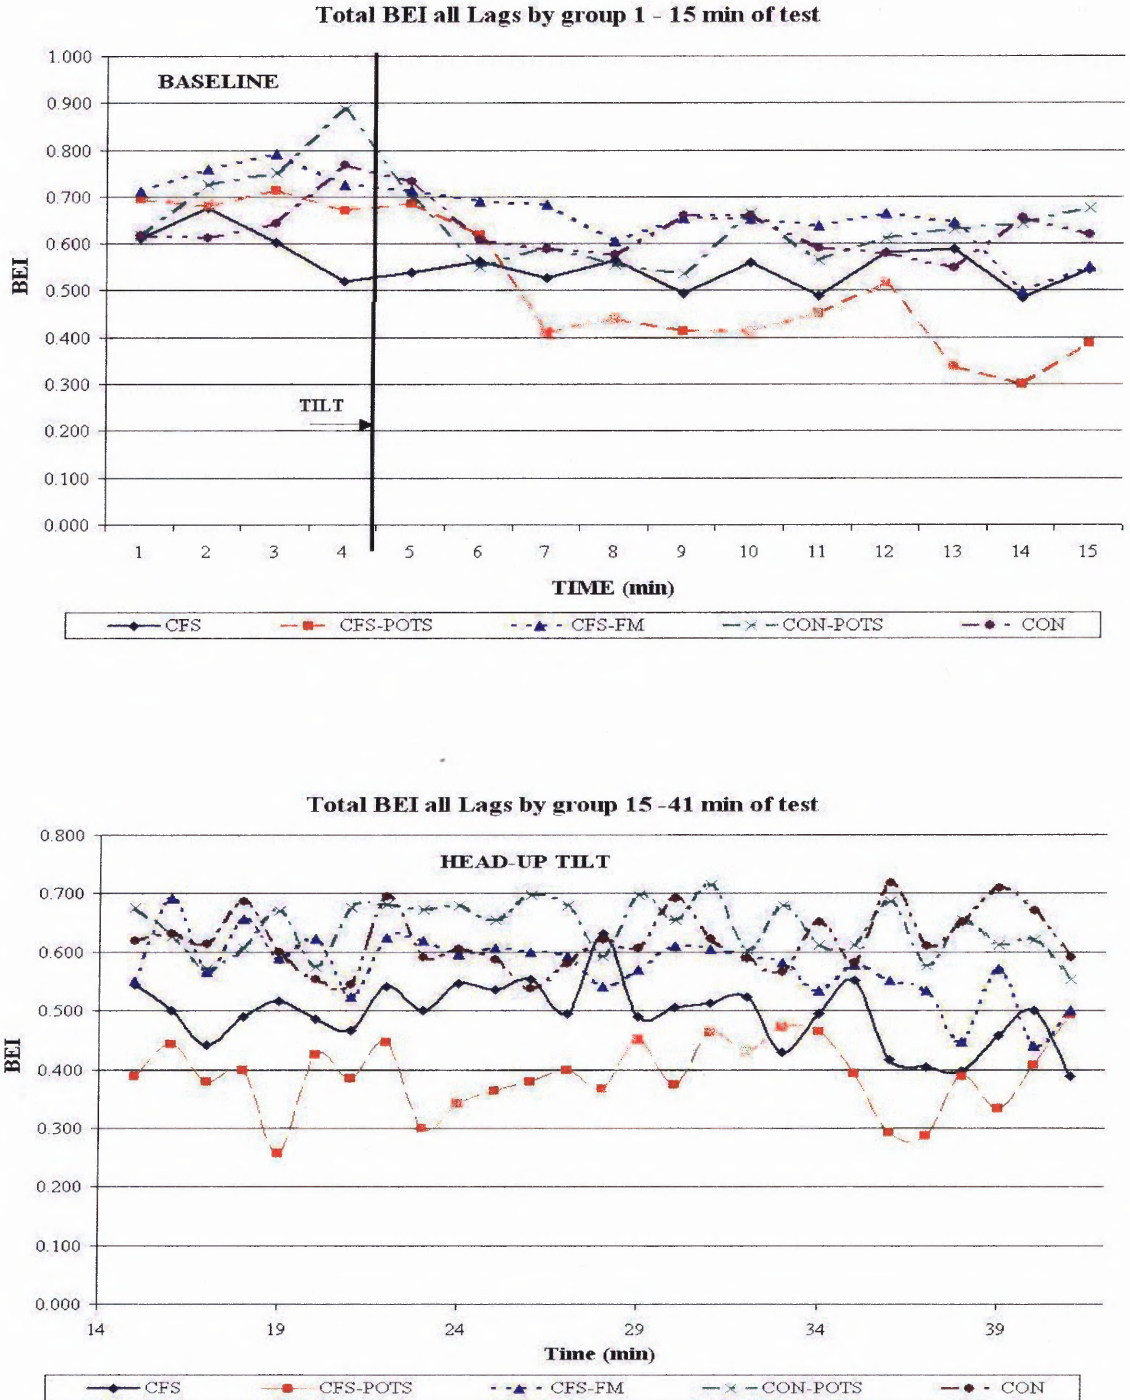 Total BEI all Lags by group 1 - 15 min of test
1.000
BASELINE
0.900
0.800
0.700
0.600
BEI
0.500
0.400
TILT
0.300
0.200
0.100
0.000
1 2 3 4 5 6 7 8 9 10 11 12 13 14 15
TIME (min)
CFS CFS-POTS CFS-FM CON-POTS CON
Total BEI all Lags by group 15 -41 min of test
0.800
HEAD-UP TILT
0.700
0.600
0.500
BEI
0.400
0.300
0.200
0.100
0.000
14 19 24 29 34 39
Time (min)
CFS CFS-POTS CFS-FM CON-POTS CON